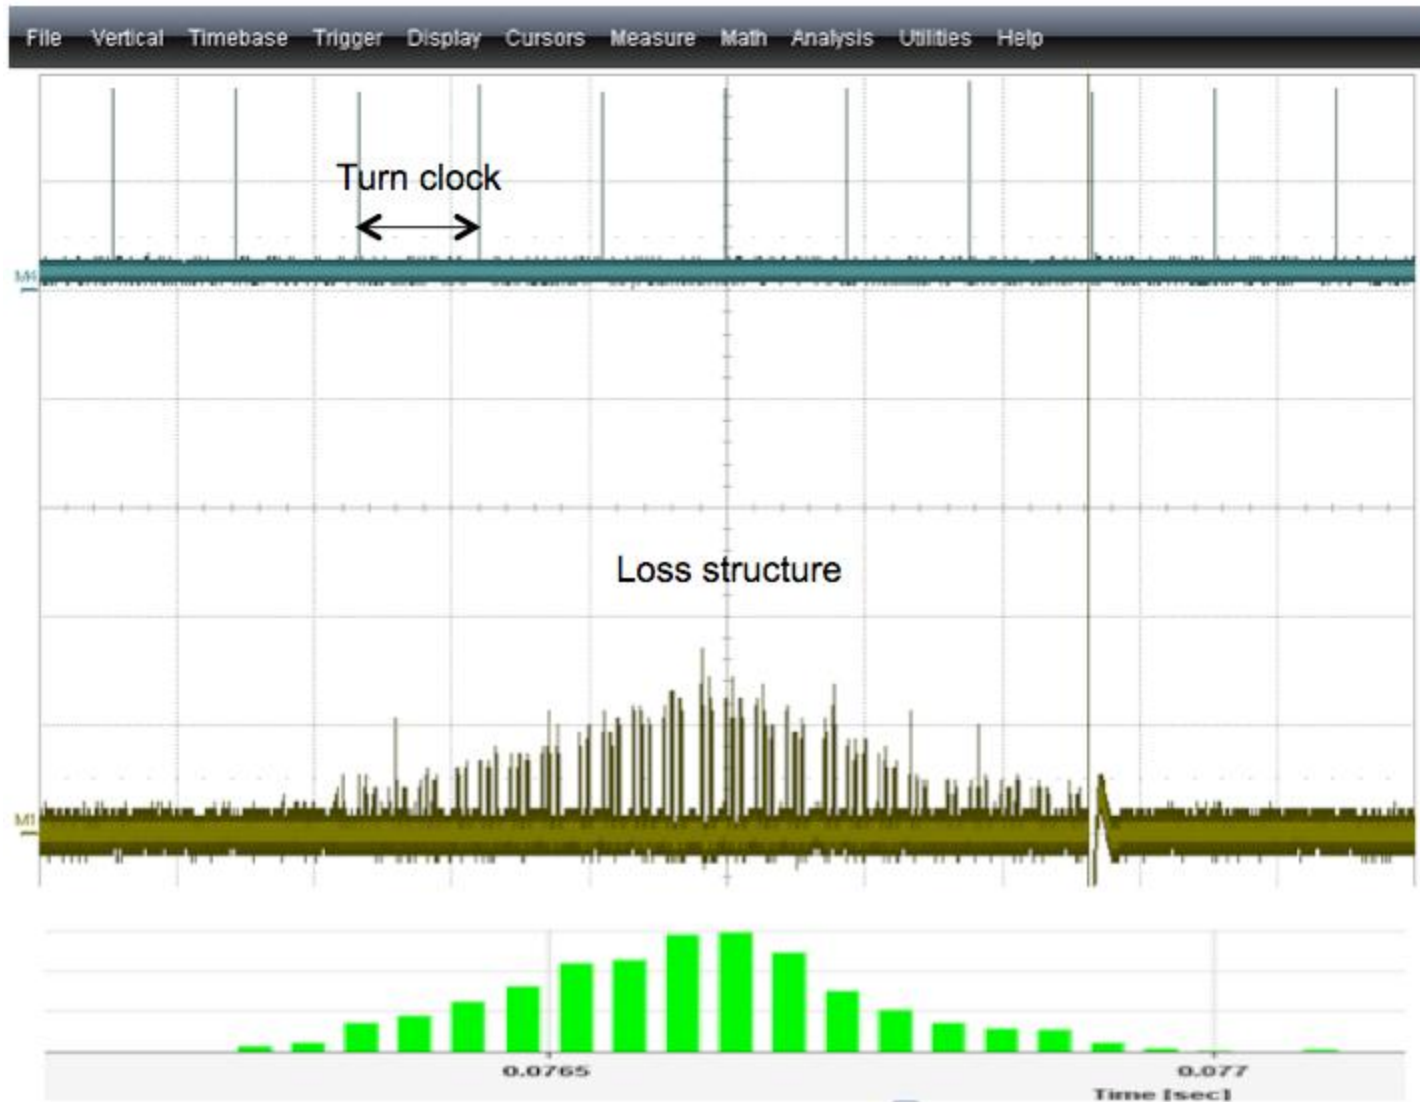 File Vertical Timebase Trigger Display Cursors Measure Math Analysis Utilities Help
Turn clock
M4
Loss structure
M1
0.0765 0.077
Time [sec]